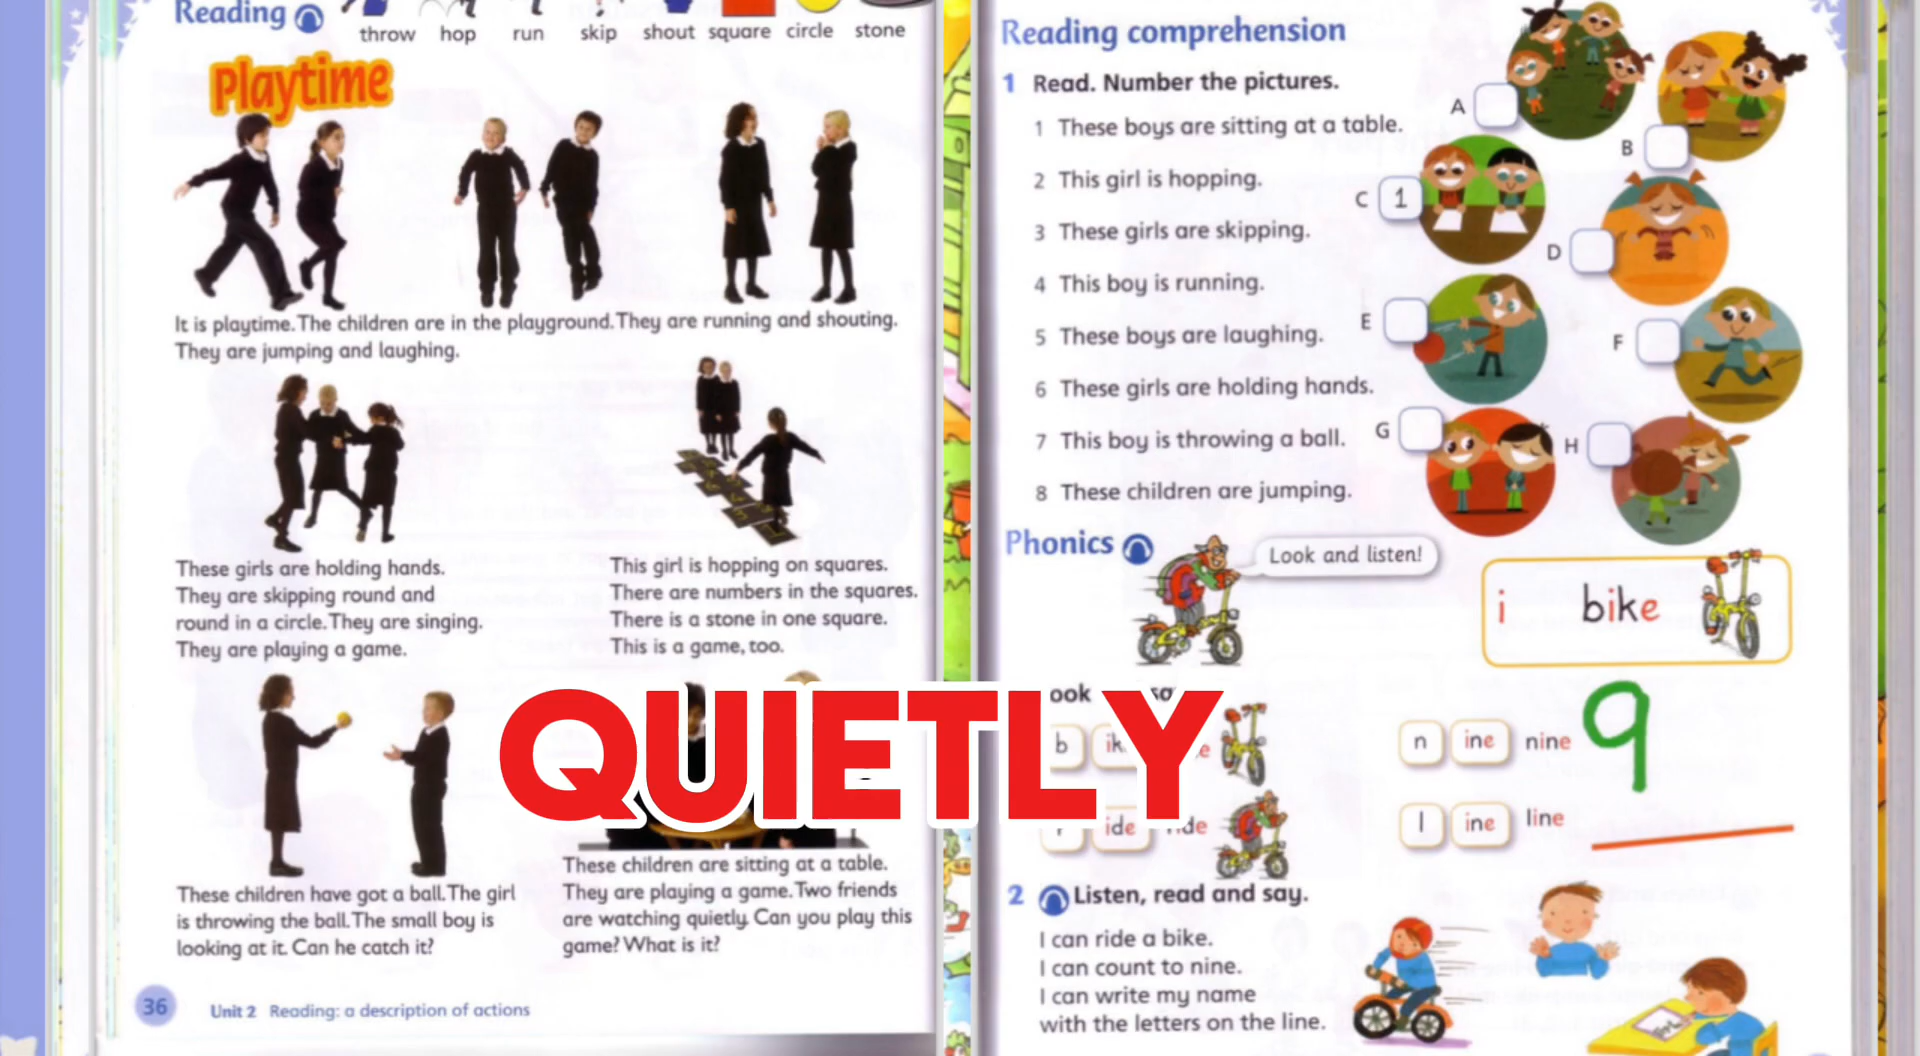 Reading
throw hop run skip shout square circle stone
Playtime
It is playtime. The children are in the playground. They are running and shouting.
They are jumping and laughing.
These girls are holding hands.
They are skipping round and
round in a circle. They are singing.
They are playing a game.
This girl is hopping on squares.
There are numbers in the squares.
There is a stone in one square.
This is a game, too.
These children have got a ball. The girl
is throwing the ball. The small boy is
looking at it. Can he catch it?
These children are sitting at a table.
They are playing a game. Two friends
are watching quietly. Can you play this
game? What is it?
36 Unit 2 Reading: a description of actions
QUIETLY
Reading comprehension
1 Read. Number the pictures.
1 These boys are sitting at a table.
2 This girl is hopping.
3 These girls are skipping.
4 This boy is running.
5 These boys are laughing.
6 These girls are holding hands.
7 This boy is throwing a ball.
8 These children are jumping.
A
B
C 1
D
E
F
G
H
Phonics
Look and listen!
i bike
b
n ine nine 9
ide
l ine line
2 Listen, read and say.
I can ride a bike.
I can count to nine.
I can write my name
with the letters on the line.